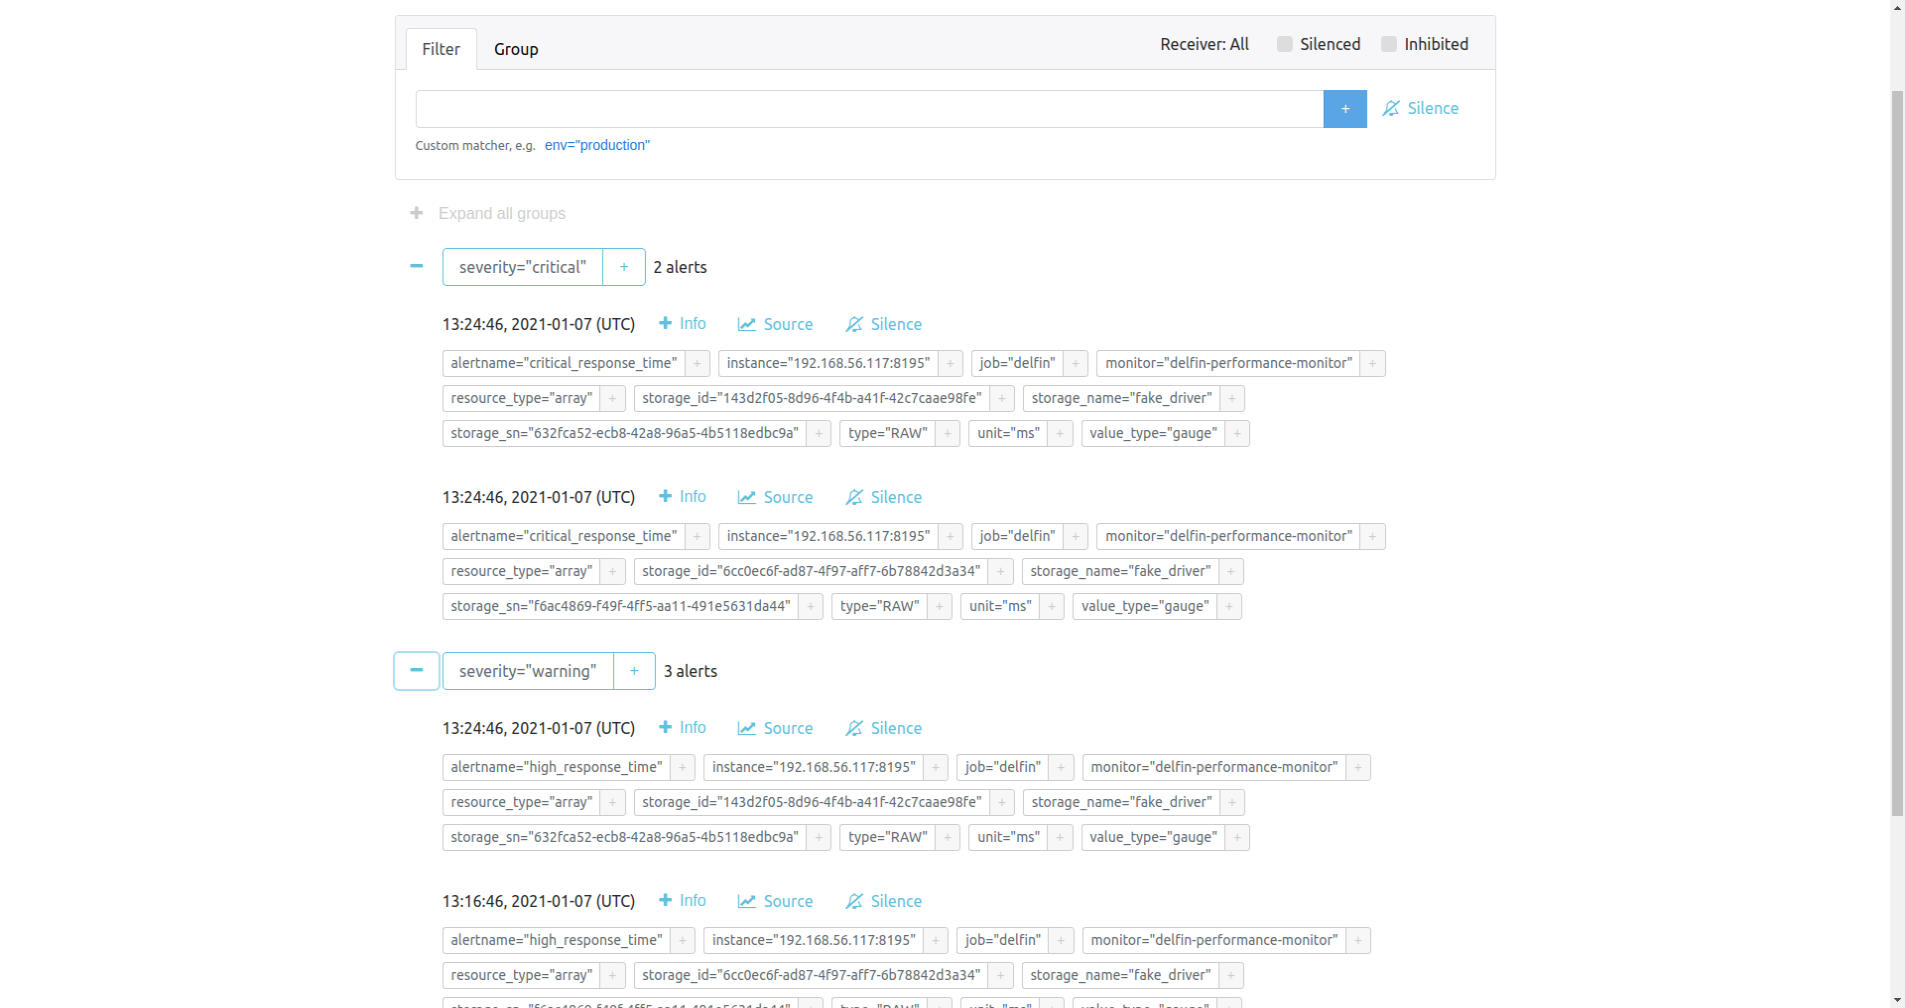 Filter Group Receiver: All Silenced Inhibited
+ Silence
Custom matcher, e.g. env="production"
+ Expand all groups
− severity="critical" + 2 alerts
13:24:46, 2021-01-07 (UTC) + Info Source Silence
alertname="critical_response_time" + instance="192.168.56.117:8195" + job="delfin" + monitor="delfin-performance-monitor" +
resource_type="array" + storage_id="143d2f05-8d96-4f4b-a41f-42c7caae98fe" + storage_name="fake_driver" +
storage_sn="632fca52-ecb8-42a8-96a5-4b5118edbc9a" + type="RAW" + unit="ms" + value_type="gauge" +
13:24:46, 2021-01-07 (UTC) + Info Source Silence
alertname="critical_response_time" + instance="192.168.56.117:8195" + job="delfin" + monitor="delfin-performance-monitor" +
resource_type="array" + storage_id="6cc0ec6f-ad87-4f97-aff7-6b78842d3a34" + storage_name="fake_driver" +
storage_sn="f6ac4869-f49f-4ff5-aa11-491e5631da44" + type="RAW" + unit="ms" + value_type="gauge" +
− severity="warning" + 3 alerts
13:24:46, 2021-01-07 (UTC) + Info Source Silence
alertname="high_response_time" + instance="192.168.56.117:8195" + job="delfin" + monitor="delfin-performance-monitor" +
resource_type="array" + storage_id="143d2f05-8d96-4f4b-a41f-42c7caae98fe" + storage_name="fake_driver" +
storage_sn="632fca52-ecb8-42a8-96a5-4b5118edbc9a" + type="RAW" + unit="ms" + value_type="gauge" +
13:16:46, 2021-01-07 (UTC) + Info Source Silence
alertname="high_response_time" + instance="192.168.56.117:8195" + job="delfin" + monitor="delfin-performance-monitor" +
resource_type="array" + storage_id="6cc0ec6f-ad87-4f97-aff7-6b78842d3a34" + storage_name="fake_driver" +